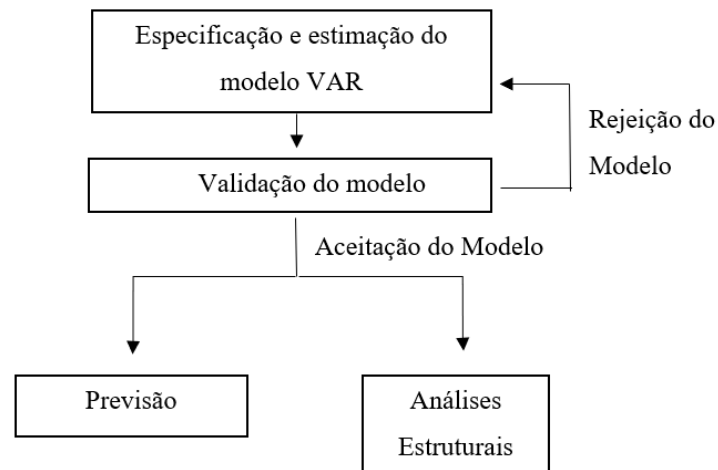 Especificação e estimação do
modelo VAR
Rejeição do
Modelo
Validação do modelo
Aceitação do Modelo
Previsão
Análises
Estruturais